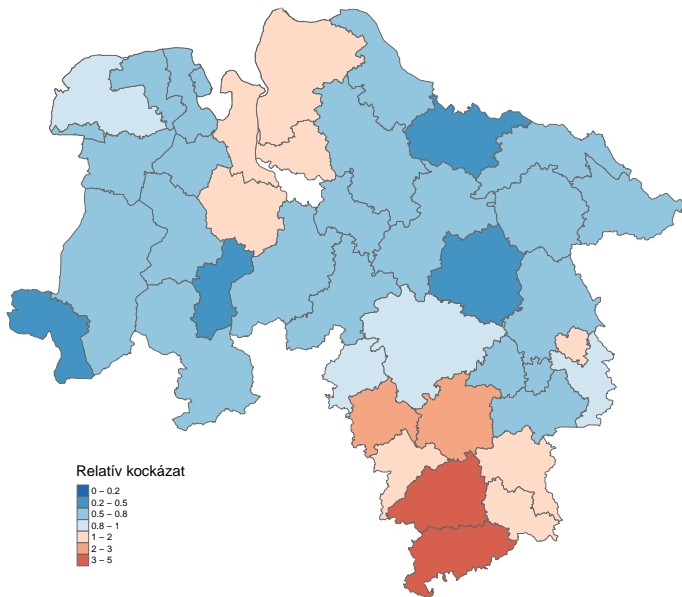 Relatív kockázat
0 – 0.2
0.2 – 0.5
0.5 – 0.8
0.8 – 1
1 – 2
2 – 3
3 – 5